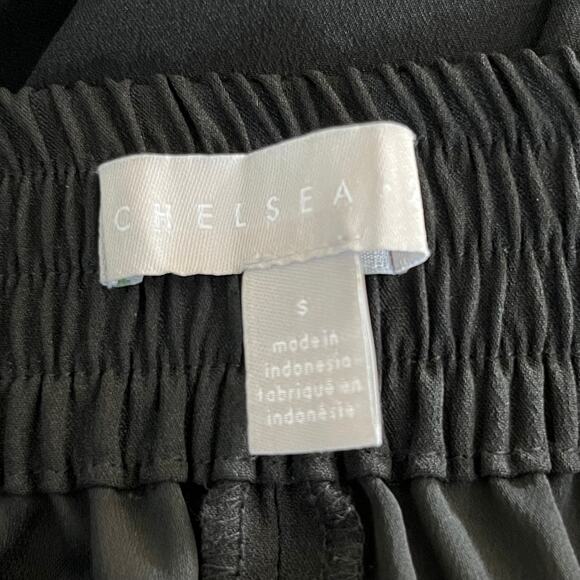 CHELSEA
S
made in
indonesia
fabriqué en
indonésie